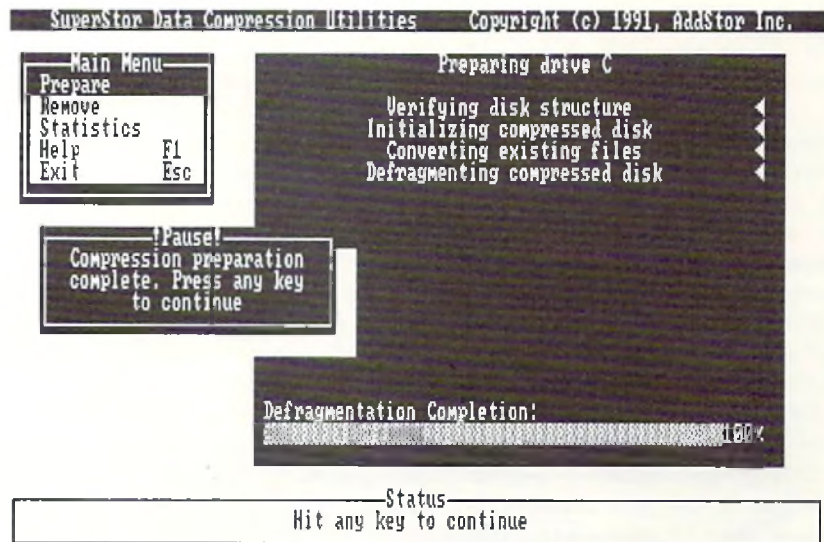 SuperStor Data Compression Utilities Copyright (c) 1991, AddStor Inc.
Main Menu
Prepare
Remove
Statistics
Help F1
Exit Esc
Preparing drive C
Verifying disk structure
Initializing compressed disk
Converting existing files
Defragmenting compressed disk
!Pause!
Compression preparation
complete. Press any key
to continue
Defragmentation Completion!
100%
Status
Hit any key to continue